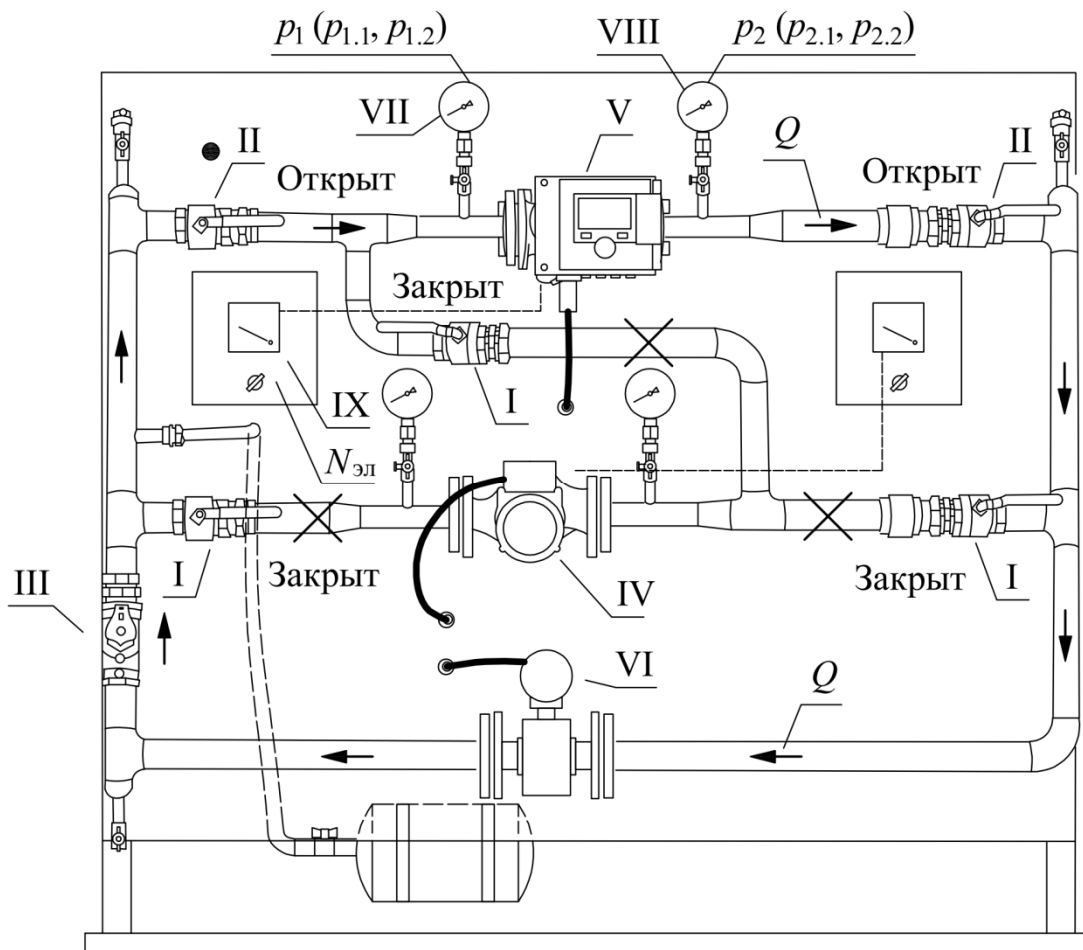 p₁ (p₁.₁, p₁.₂)
VIII
p₂ (p₂.₁, p₂.₂)
VII
V
II
Q
II
Открыт
Открыт
Закрыт
IX
I
Nэл
I
Закрыт
IV
Закрыт
I
III
VI
Q